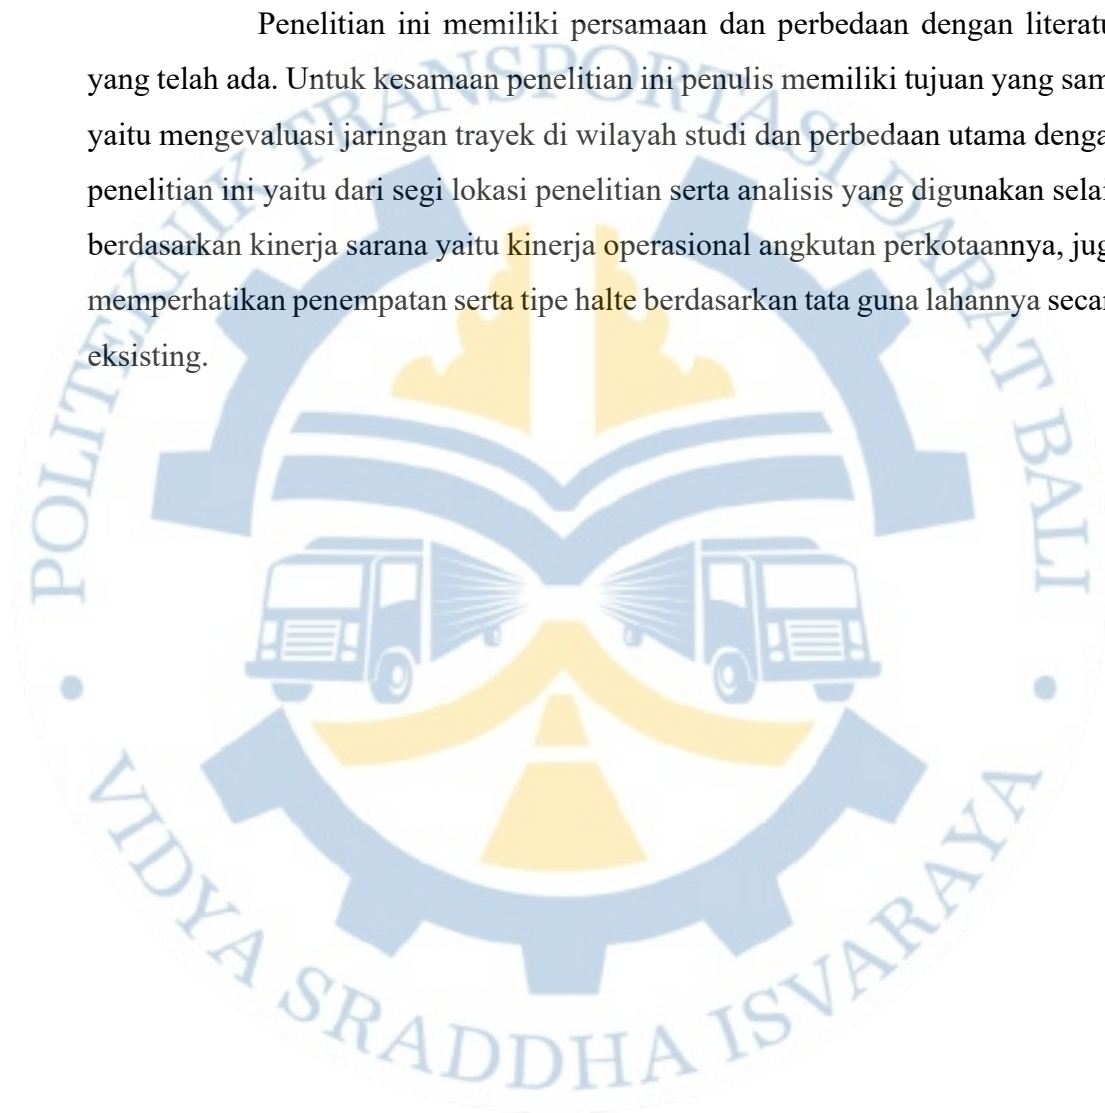 Penelitian ini memiliki persamaan dan perbedaan dengan literatu
yang telah ada. Untuk kesamaan penelitian ini penulis memiliki tujuan yang sam
yaitu mengevaluasi jaringan trayek di wilayah studi dan perbedaan utama denga
penelitian ini yaitu dari segi lokasi penelitian serta analisis yang digunakan selai
berdasarkan kinerja sarana yaitu kinerja operasional angkutan perkotaannya, jug
memperhatikan penempatan serta tipe halte berdasarkan tata guna lahannya secar
eksisting.
POLITEKNIK TRANSPORTASI DARAT BALI
VIDYA SRADDHA ISVARAYA